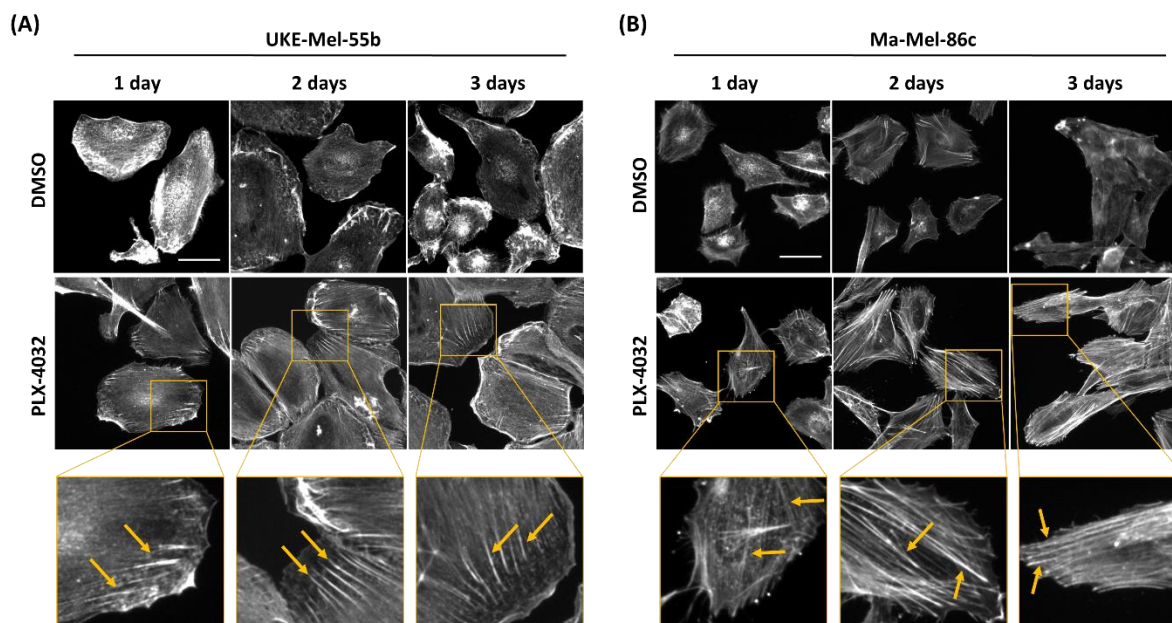 (A)
UKE-Mel-55b
1 day
2 days
3 days
DMSO
PLX-4032
(B)
Ma-Mel-86c
1 day
2 days
3 days
DMSO
PLX-4032